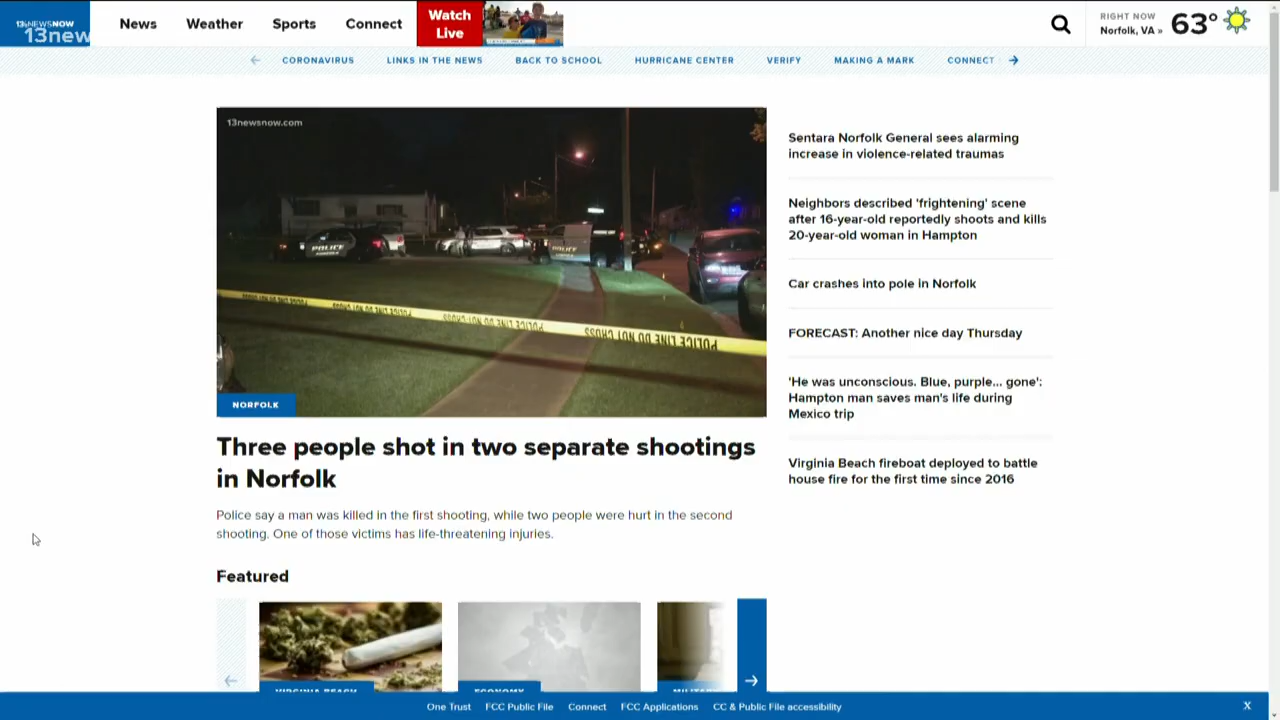 13NEWSNOW
13new
News
Weather
Sports
Connect
Watch
Live
RIGHT NOW
Norfolk, VA »
63°
CORONAVIRUS
LINKS IN THE NEWS
BACK TO SCHOOL
HURRICANE CENTER
VERIFY
MAKING A MARK
CONNECT
13newsnow.com
POLICE
POLICE
POLICE LINE DO NOT CROSS
NORFOLK
Three people shot in two separate shootings
in Norfolk
Police say a man was killed in the first shooting, while two people were hurt in the second
shooting. One of those victims has life-threatening injuries.
Sentara Norfolk General sees alarming
increase in violence-related traumas
Neighbors described 'frightening' scene
after 16-year-old reportedly shoots and kills
20-year-old woman in Hampton
Car crashes into pole in Norfolk
FORECAST: Another nice day Thursday
'He was unconscious. Blue, purple... gone':
Hampton man saves man's life during
Mexico trip
Virginia Beach fireboat deployed to battle
house fire for the first time since 2016
Featured
VIRGINIA BEACH
ECONOMY
One Trust
FCC Public File
Connect
FCC Applications
CC & Public File accessibility
X